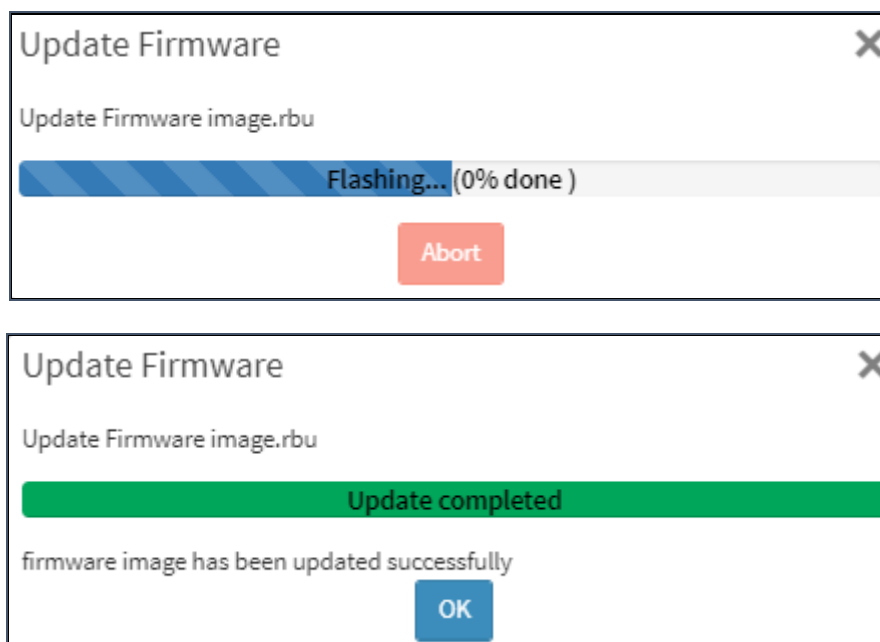 Update Firmware
Update Firmware image.rbu
Flashing... (0% done )
Abort
Update Firmware
Update Firmware image.rbu
Update completed
firmware image has been updated successfully
OK